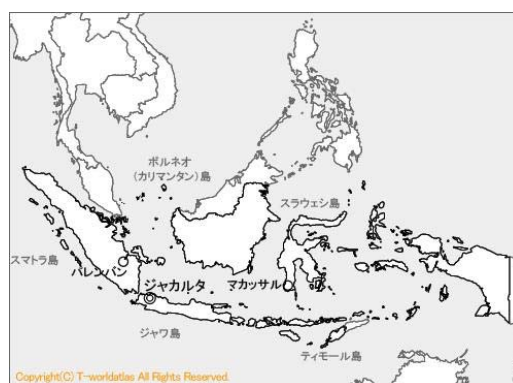 ボルネオ
(カリマンタン)島
スラウェシ島
スマトラ島
パレンバン
ジャカルタ
マカッサル
ジャワ島
ティモール島
Copyright(C) T-worldatlas All Rights Reserved.